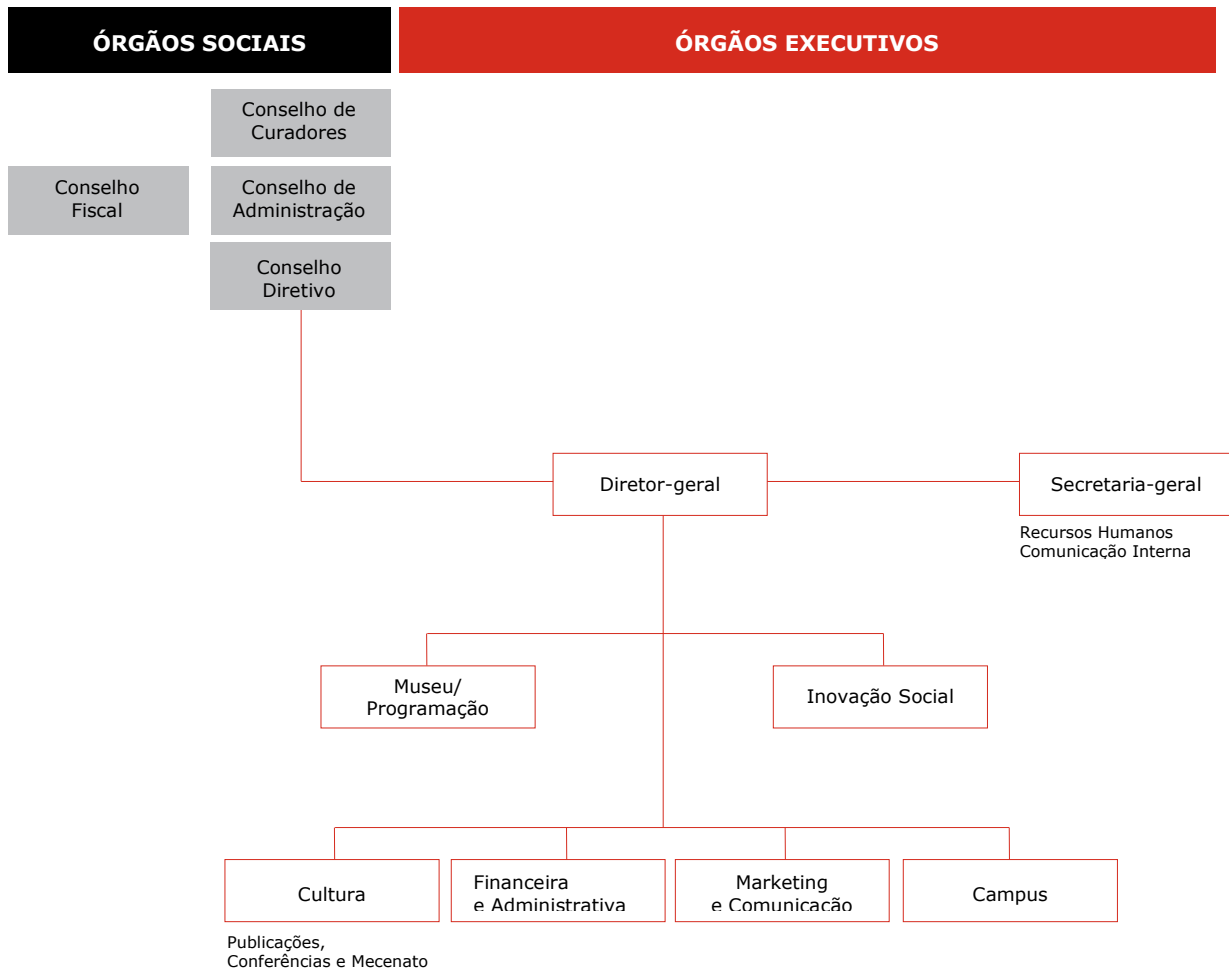 ÓRGÃOS SOCIAIS
ÓRGÃOS EXECUTIVOS
Conselho de
Curadores
Conselho
Fiscal
Conselho de
Administração
Conselho
Diretivo
Diretor-geral
Secretaria-geral
Recursos Humanos
Comunicação Interna
Museu/
Programação
Inovação Social
Cultura
Financeira
e Administrativa
Marketing
e Comunicação
Campus
Publicações,
Conferências e Mecenato